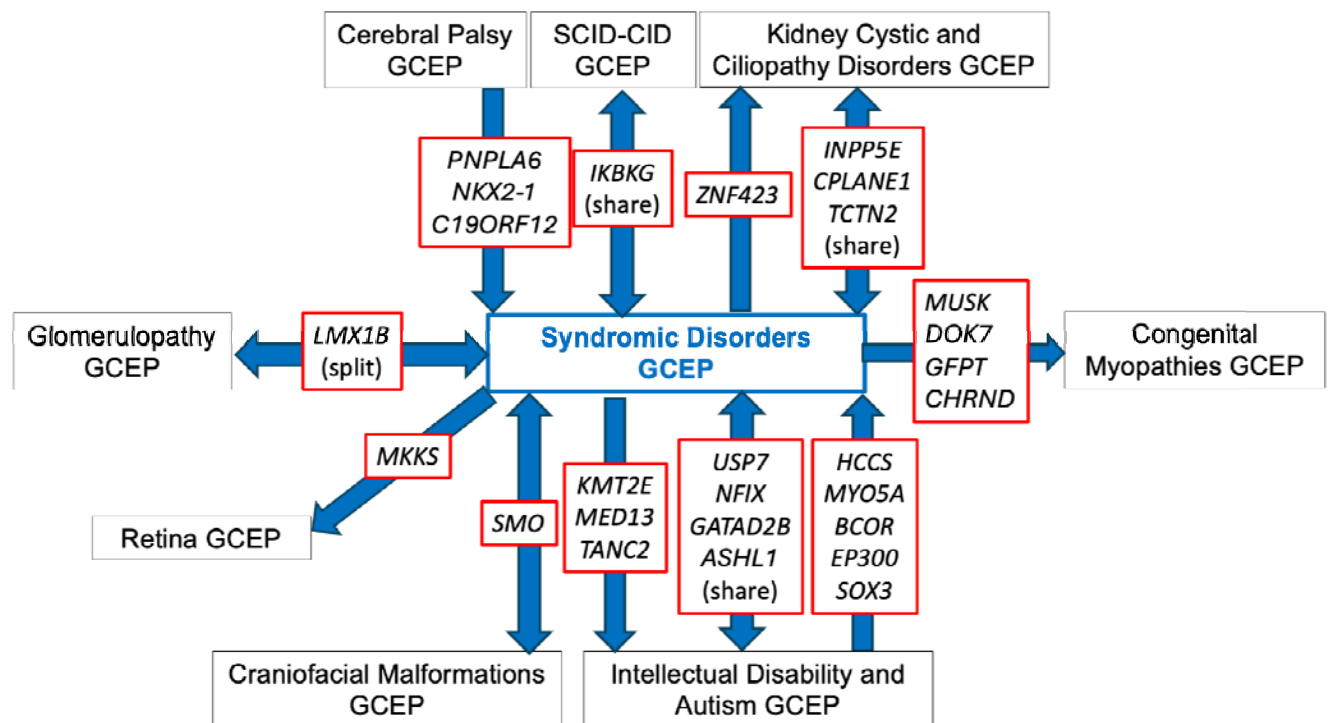 Cerebral Palsy
GCEP
SCID-CID
GCEP
Kidney Cystic and
Ciliopathy Disorders GCEP
PNPLA6
NKX2-1
C19ORF12
IKBKG
(share)
ZNF423
INPP5E
CPLANE1
TCTN2
(share)
Glomerulopathy
GCEP
LMX1B
(split)
Syndromic Disorders
GCEP
MUSK
DOK7
GFPT
CHRND
Congenital
Myopathies GCEP
MKKS
Retina GCEP
SMO
KMT2E
MED13
TANC2
USP7
NFIX
GATAD2B
ASHL1
(share)
HCCS
MYO5A
BCOR
EP300
SOX3
Craniofacial Malformations
GCEP
Intellectual Disability and
Autism GCEP